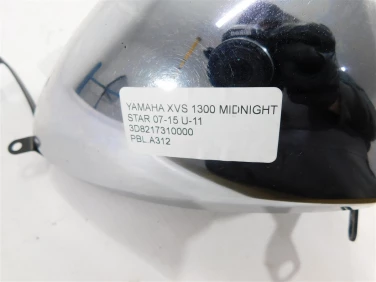 YAMAHA XVS 1300 MIDNIGHT
STAR 07-15 U-11
3D8217310000
PBL.A312